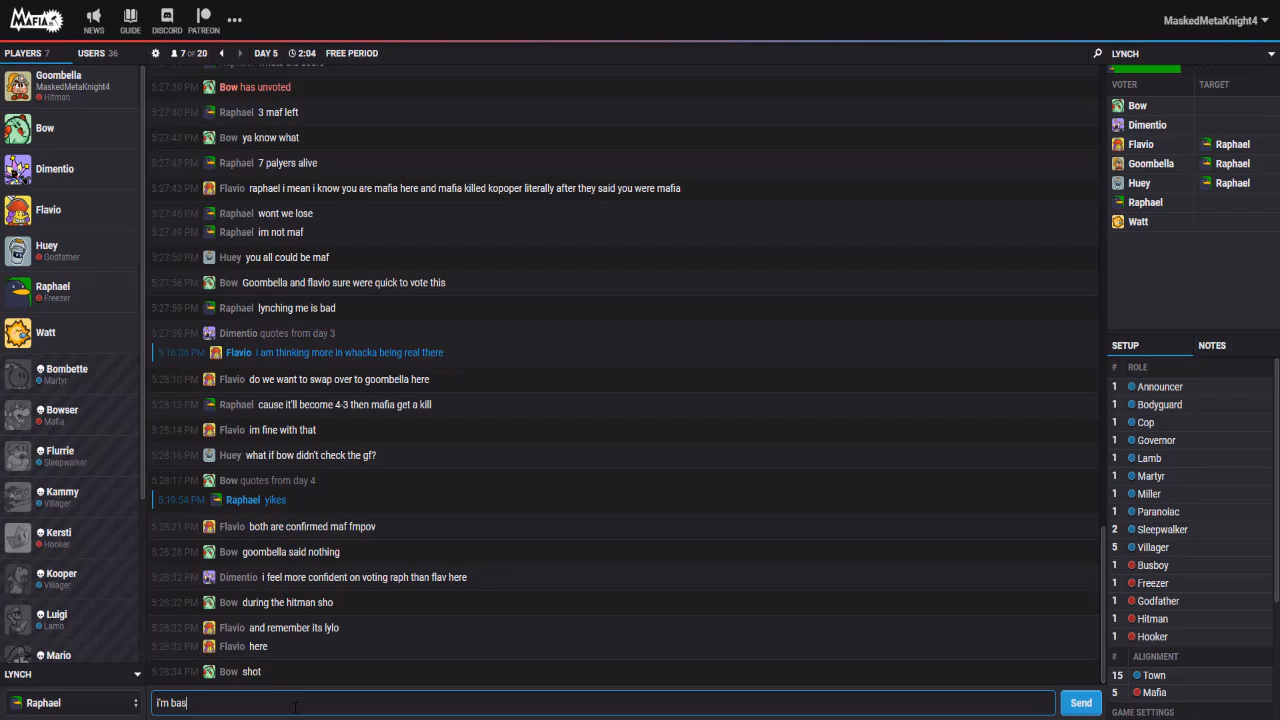 MAFIA.gg
NEWS
GUIDE
DISCORD
PATREON
MaskedMetaKnight4
PLAYERS 7
USERS 36
7 of 20
DAY 5
2:04
FREE PERIOD
Goombella
MaskedMetaKnight4
Hitman
Bow
Dimentio
Flavio
Huey
Godfather
Raphael
Freezer
Watt
Bombette
Martyr
Bowser
Mafia
Flurrie
Sleepwalker
Kammy
Villager
Kersti
Hooker
Kooper
Villager
Luigi
Lamb
Mario
LYNCH
Raphael
5:27:39 PM Bow has unvoted
5:27:40 PM Raphael 3 maf left
5:27:43 PM Bow ya know what
5:27:43 PM Raphael 7 palyers alive
5:27:43 PM Flavio raphael i mean i know you are mafia here and mafia killed kopoer literally after they said you were mafia
5:27:46 PM Raphael wont we lose
5:27:49 PM Raphael im not maf
5:27:50 PM Huey you all could be maf
5:27:56 PM Bow Goombella and flavio sure were quick to vote this
5:27:59 PM Raphael lynching me is bad
5:27:59 PM Dimentio quotes from day 3
5:16:06 PM Flavio i am thinking more in whacka being real there
5:28:10 PM Flavio do we want to swap over to goombella here
5:28:13 PM Raphael cause it'll become 4-3 then mafia get a kill
5:28:14 PM Flavio im fine with that
5:28:16 PM Huey what if bow didn't check the gf?
5:28:17 PM Bow quotes from day 4
5:19:54 PM Raphael yikes
5:28:21 PM Flavio both are confirmed maf fmpov
5:28:28 PM Bow goombella said nothing
5:28:32 PM Dimentio i feel more confident on voting raph than flav here
5:28:32 PM Bow during the hitman sho
5:28:32 PM Flavio and remember its lylo
5:28:32 PM Flavio here
5:28:34 PM Bow shot
i'm bas
Send
LYNCH
VOTER TARGET
Bow
Dimentio
Flavio Raphael
Goombella Raphael
Huey Raphael
Raphael
Watt
SETUP
NOTES
# ROLE
1 Announcer
1 Bodyguard
1 Cop
1 Governor
1 Lamb
1 Martyr
1 Miller
1 Paranoiac
2 Sleepwalker
5 Villager
1 Busboy
1 Freezer
1 Godfather
1 Hitman
1 Hooker
# ALIGNMENT
15 Town
5 Mafia
GAME SETTINGS